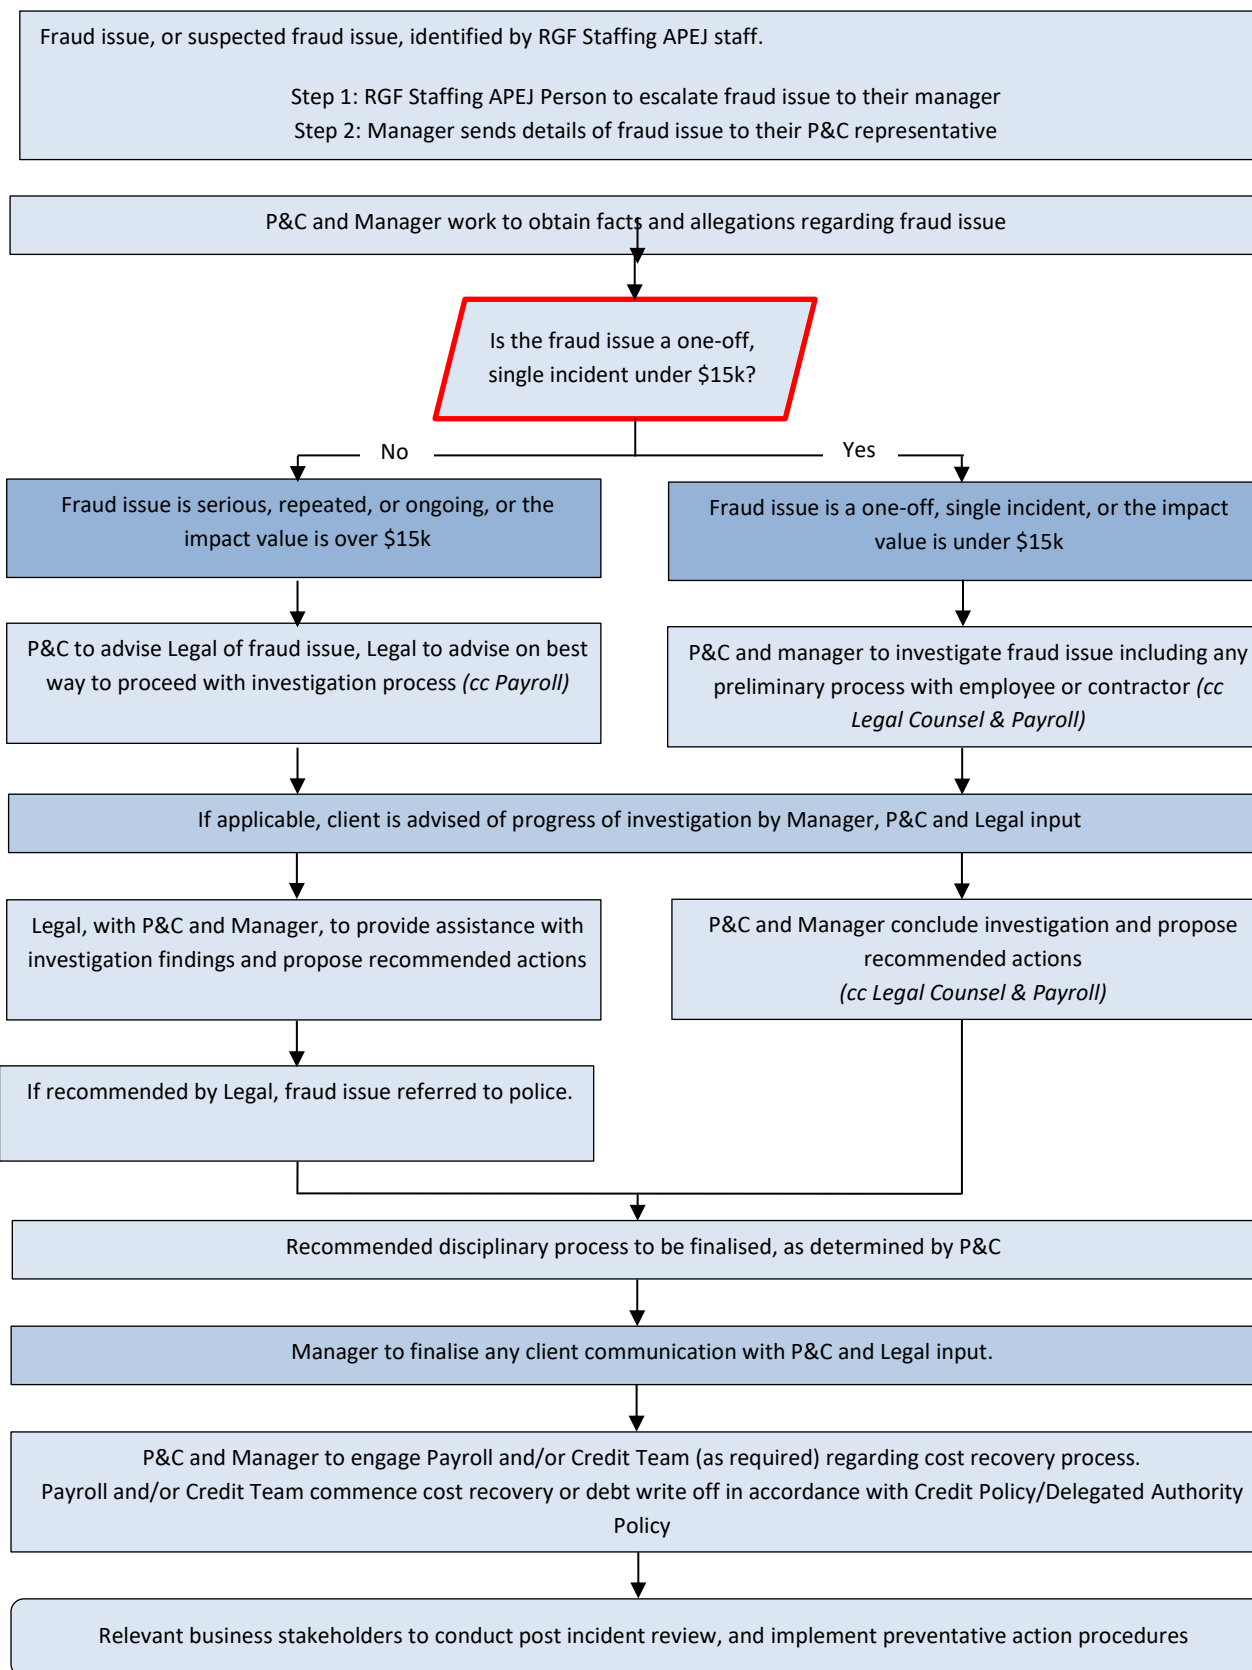 Fraud issue, or suspected fraud issue, identified by RGF Staffing APEJ staff.
Step 1: RGF Staffing APEJ Person to escalate fraud issue to their manager
Step 2: Manager sends details of fraud issue to their P&C representative
P&C and Manager work to obtain facts and allegations regarding fraud issue
Is the fraud issue a one-off,
single incident under $15k?
No
Yes
Fraud issue is serious, repeated, or ongoing, or the
impact value is over $15k
Fraud issue is a one-off, single incident, or the impact
value is under $15k
P&C to advise Legal of fraud issue, Legal to advise on best
way to proceed with investigation process (cc Payroll)
P&C and manager to investigate fraud issue including any
preliminary process with employee or contractor (cc
Legal Counsel & Payroll)
If applicable, client is advised of progress of investigation by Manager, P&C and Legal input
Legal, with P&C and Manager, to provide assistance with
investigation findings and propose recommended actions
P&C and Manager conclude investigation and propose
recommended actions
(cc Legal Counsel & Payroll)
If recommended by Legal, fraud issue referred to police.
Recommended disciplinary process to be finalised, as determined by P&C
Manager to finalise any client communication with P&C and Legal input.
P&C and Manager to engage Payroll and/or Credit Team (as required) regarding cost recovery process.
Payroll and/or Credit Team commence cost recovery or debt write off in accordance with Credit Policy/Delegated Authority
Policy
Relevant business stakeholders to conduct post incident review, and implement preventative action procedures